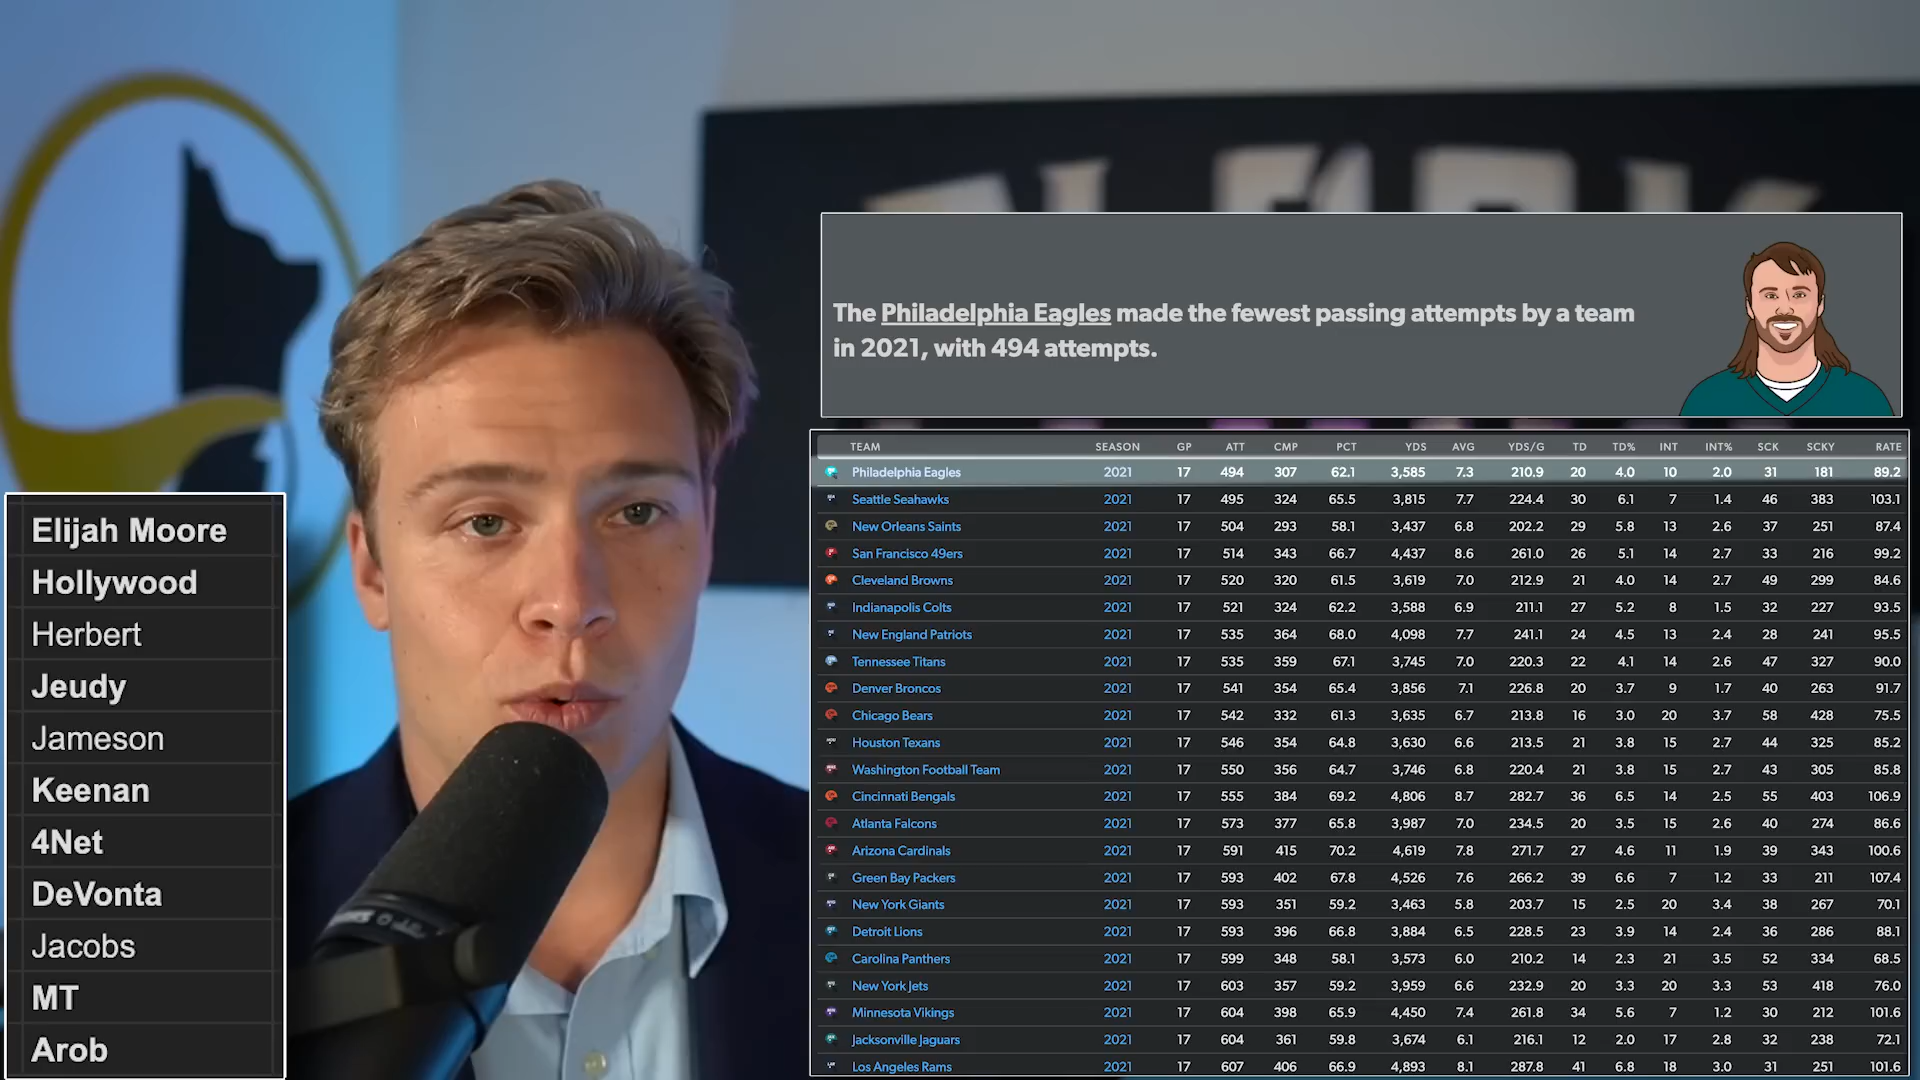 The Philadelphia Eagles made the fewest passing attempts by a team
in 2021, with 494 attempts.
TEAM SEASON GP ATT CMP PCT YDS AVG YDS/G TD TD% INT INT% SCK SCKY RATE
Philadelphia Eagles 2021 17 494 307 62.1 3,585 7.3 210.9 20 4.0 10 2.0 31 181 89.2
Seattle Seahawks 2021 17 495 324 65.5 3,815 7.7 224.4 30 6.1 7 1.4 46 383 103.1
New Orleans Saints 2021 17 504 293 58.1 3,437 6.8 202.2 29 5.8 13 2.6 37 251 87.4
San Francisco 49ers 2021 17 514 343 66.7 4,437 8.6 261.0 26 5.1 14 2.7 33 216 99.2
Cleveland Browns 2021 17 520 320 61.5 3,619 7.0 212.9 21 4.0 14 2.7 49 299 84.6
Indianapolis Colts 2021 17 521 324 62.2 3,588 6.9 211.1 27 5.2 8 1.5 32 227 93.5
New England Patriots 2021 17 535 364 68.0 4,098 7.7 241.1 24 4.5 13 2.4 28 241 95.5
Tennessee Titans 2021 17 535 359 67.1 3,745 7.0 220.3 22 4.1 14 2.6 47 327 90.0
Denver Broncos 2021 17 541 354 65.4 3,856 7.1 226.8 20 3.7 9 1.7 40 263 91.7
Chicago Bears 2021 17 542 332 61.3 3,635 6.7 213.8 16 3.0 20 3.7 58 428 75.5
Houston Texans 2021 17 546 354 64.8 3,630 6.6 213.5 21 3.8 15 2.7 44 325 85.2
Washington Football Team 2021 17 550 356 64.7 3,746 6.8 220.4 21 3.8 15 2.7 43 305 85.8
Cincinnati Bengals 2021 17 555 384 69.2 4,806 8.7 282.7 36 6.5 14 2.5 55 403 106.9
Atlanta Falcons 2021 17 573 377 65.8 3,987 7.0 234.5 20 3.5 15 2.6 40 274 86.6
Arizona Cardinals 2021 17 591 415 70.2 4,619 7.8 271.7 27 4.6 11 1.9 39 343 100.6
Green Bay Packers 2021 17 593 402 67.8 4,526 7.6 266.2 39 6.6 7 1.2 33 211 107.4
New York Giants 2021 17 593 351 59.2 3,463 5.8 203.7 15 2.5 20 3.4 38 267 70.1
Detroit Lions 2021 17 593 396 66.8 3,884 6.5 228.5 23 3.9 14 2.4 36 286 88.1
Carolina Panthers 2021 17 599 348 58.1 3,573 6.0 210.2 14 2.3 21 3.5 52 334 68.5
New York Jets 2021 17 603 357 59.2 3,959 6.6 232.9 20 3.3 20 3.3 53 418 76.0
Minnesota Vikings 2021 17 604 398 65.9 4,450 7.4 261.8 34 5.6 7 1.2 30 212 101.6
Jacksonville Jaguars 2021 17 604 361 59.8 3,674 6.1 216.1 12 2.0 17 2.8 32 238 72.1
Los Angeles Rams 2021 17 607 406 66.9 4,893 8.1 287.8 41 6.8 18 3.0 31 251 101.6
Elijah Moore
Hollywood
Herbert
Jeudy
Jameson
Keenan
4Net
DeVonta
Jacobs
MT
Arob